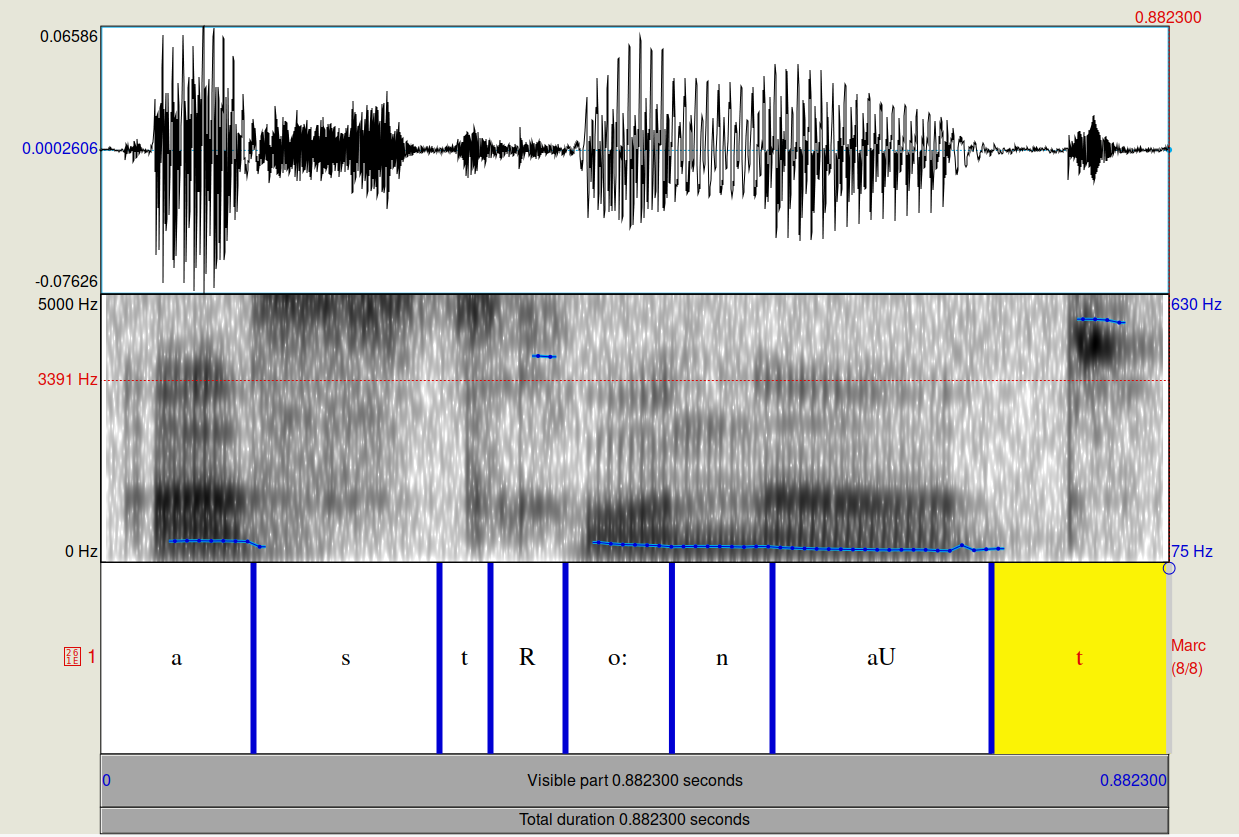 0.882300
0.06586
0.0002606
-0.07626
5000 Hz
630 Hz
3391 Hz
0 Hz
75 Hz
a s t R o: n aU t
1
Marc
(8/8)
0 Visible part 0.882300 seconds 0.882300
Total duration 0.882300 seconds